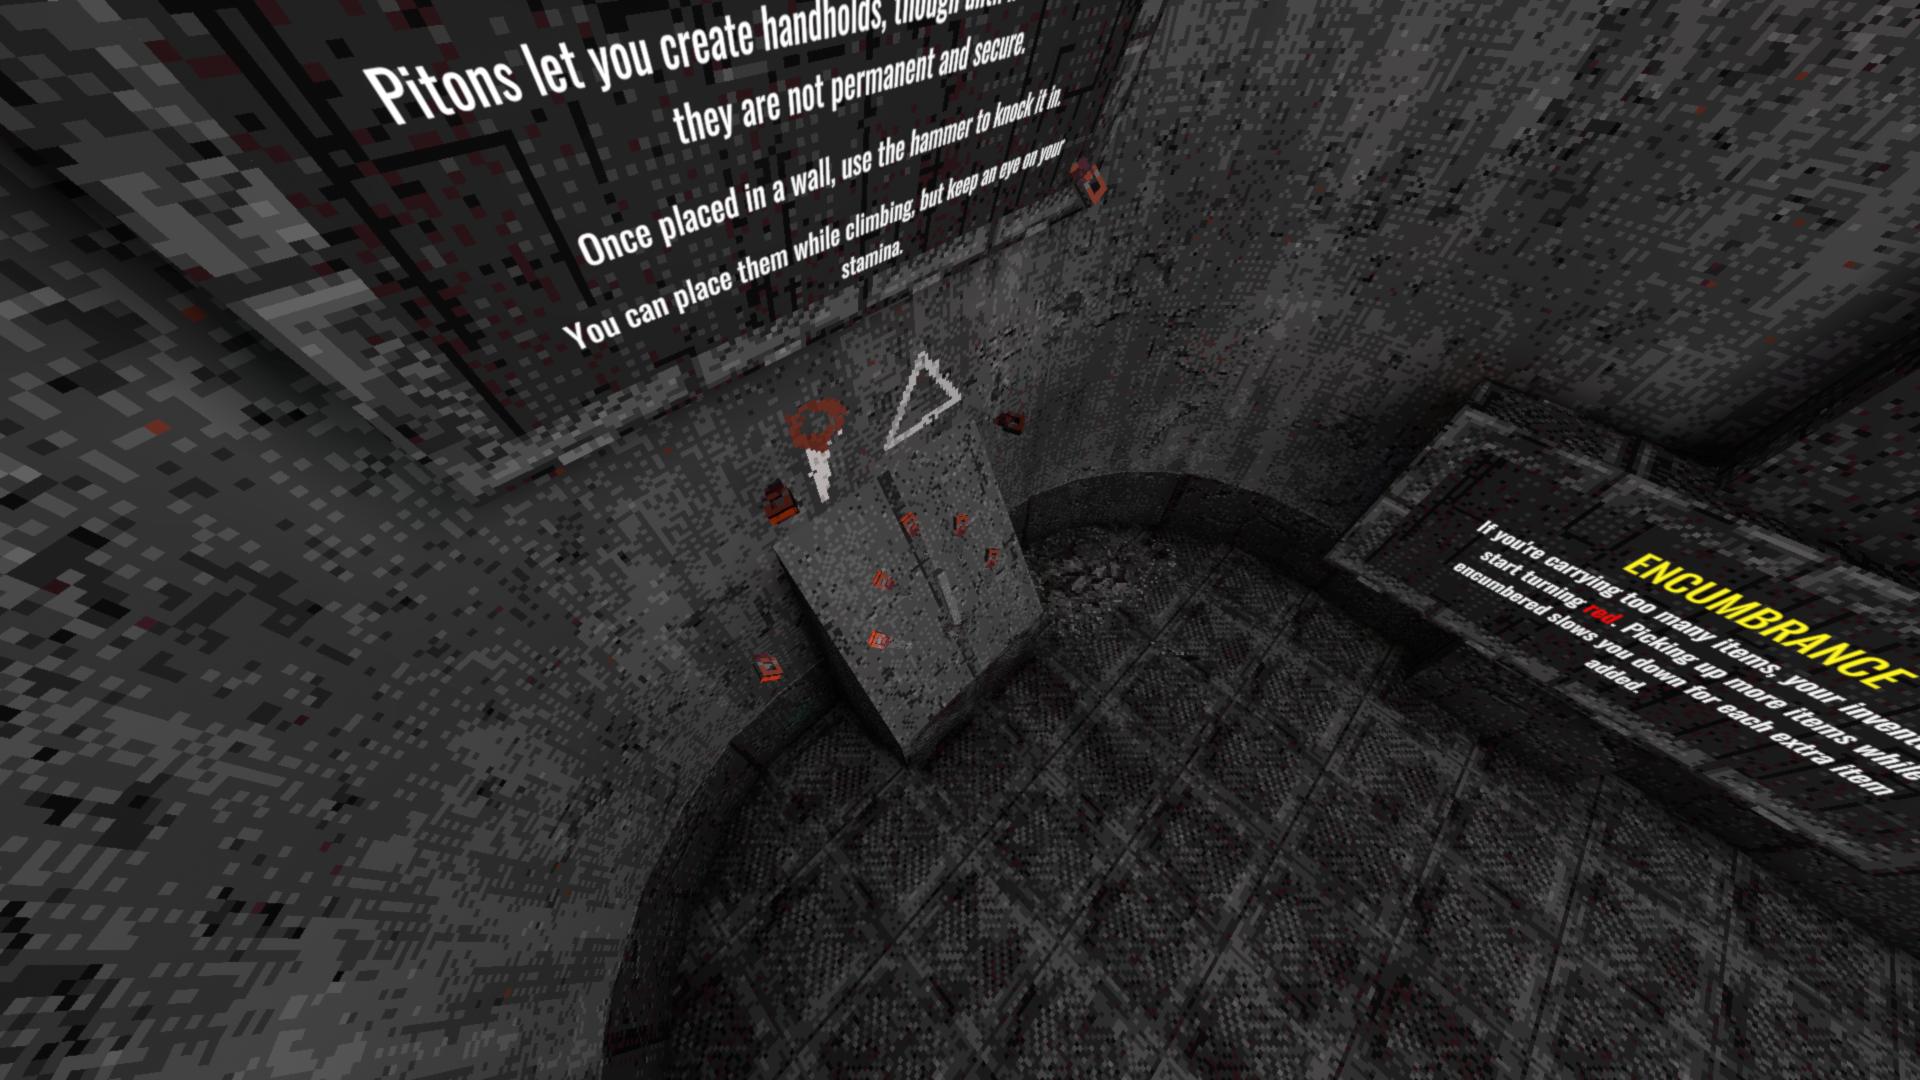 Pitons let you create handholds, though until
they are not permanent and secure.
Once placed in a wall, use the hammer to knock it in.
You can place them while climbing, but keep an eye on your
stamina.
ENCUMBRANCE
If you're carrying too many items, your
start turning red. Picking up more items while
encumbered slows you down for each extra item
added.